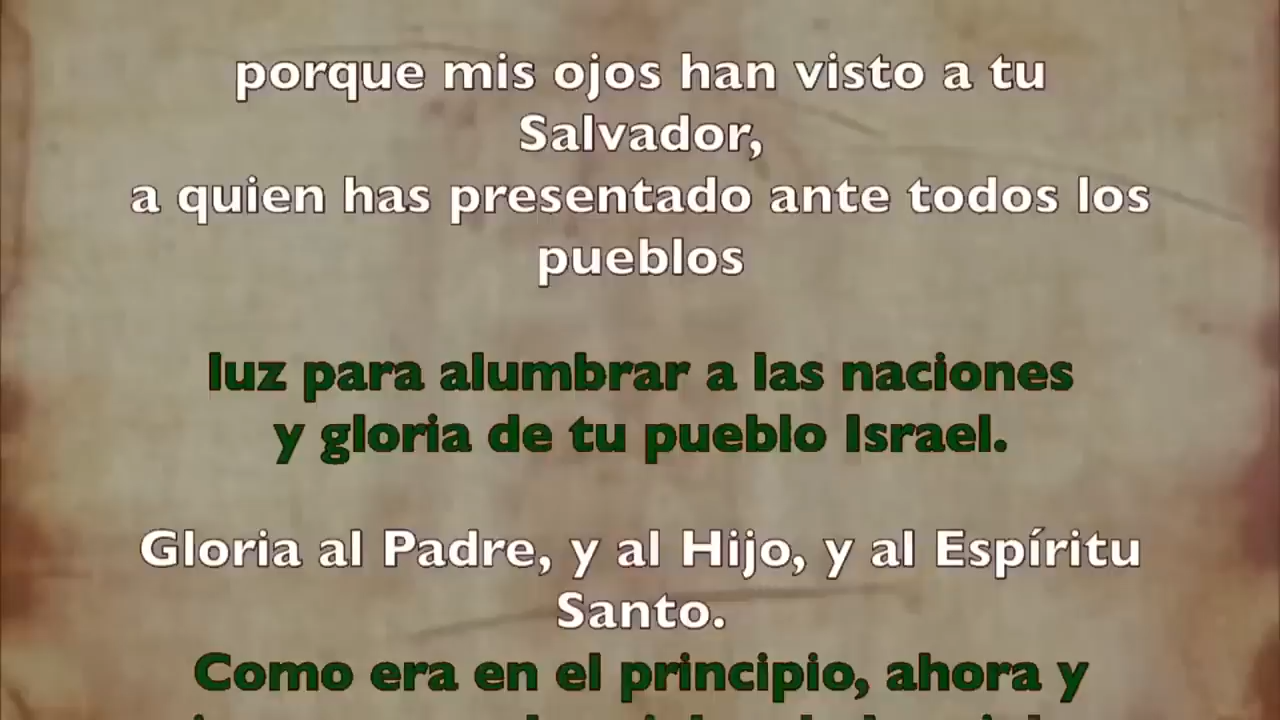 porque mis ojos han visto a tu
Salvador,
a quien has presentado ante todos los
pueblos
luz para alumbrar a las naciones
y gloria de tu pueblo Israel.
Gloria al Padre, y al Hijo, y al Espíritu
Santo.
Como era en el principio, ahora y